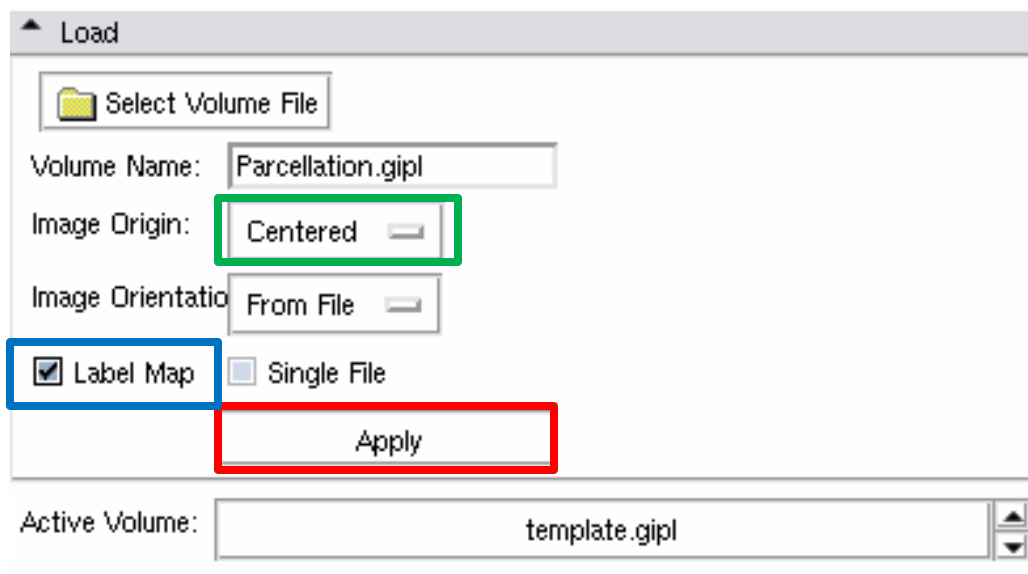 Load
Select Volume File
Volume Name: Parcellation.gipl
Image Origin: Centered
Image Orientatio From File
Label Map Single File
Apply
Active Volume: template.gipl